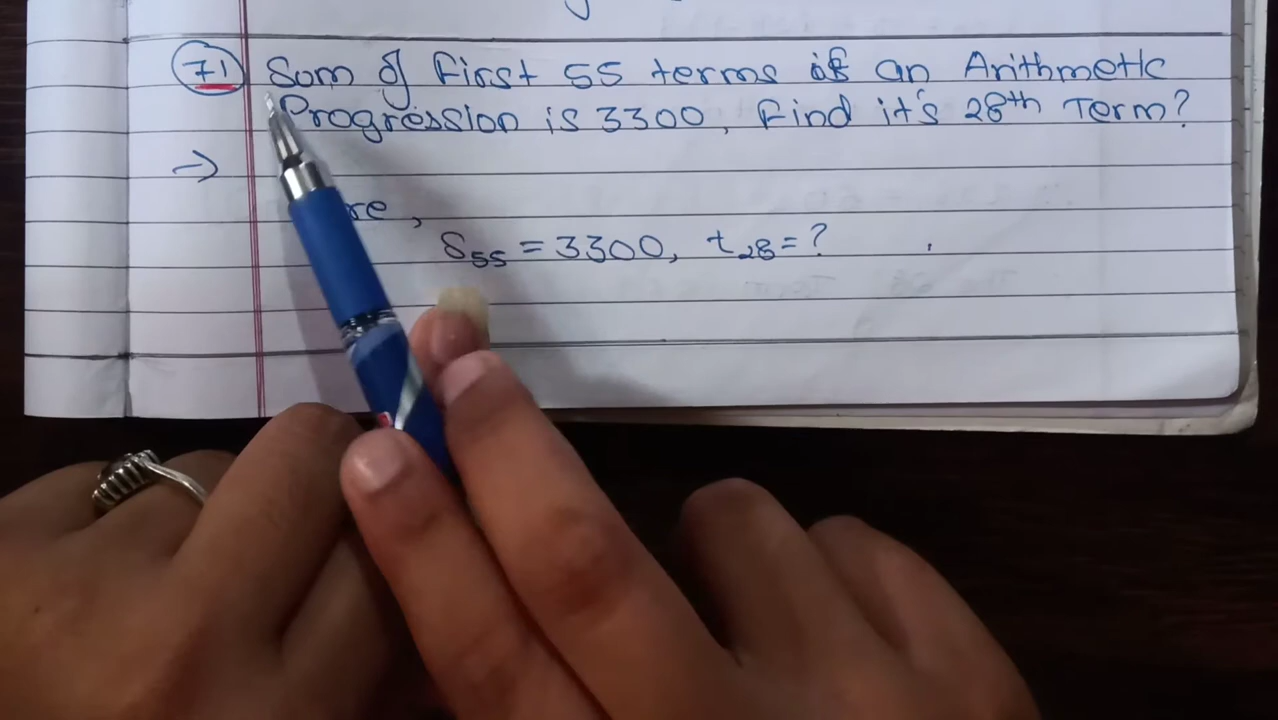 71 Sum of First 55 terms of an Arithmetic
Progression is 3300, Find it's 28th Term?
→
S55 = 3300, t28 = ?